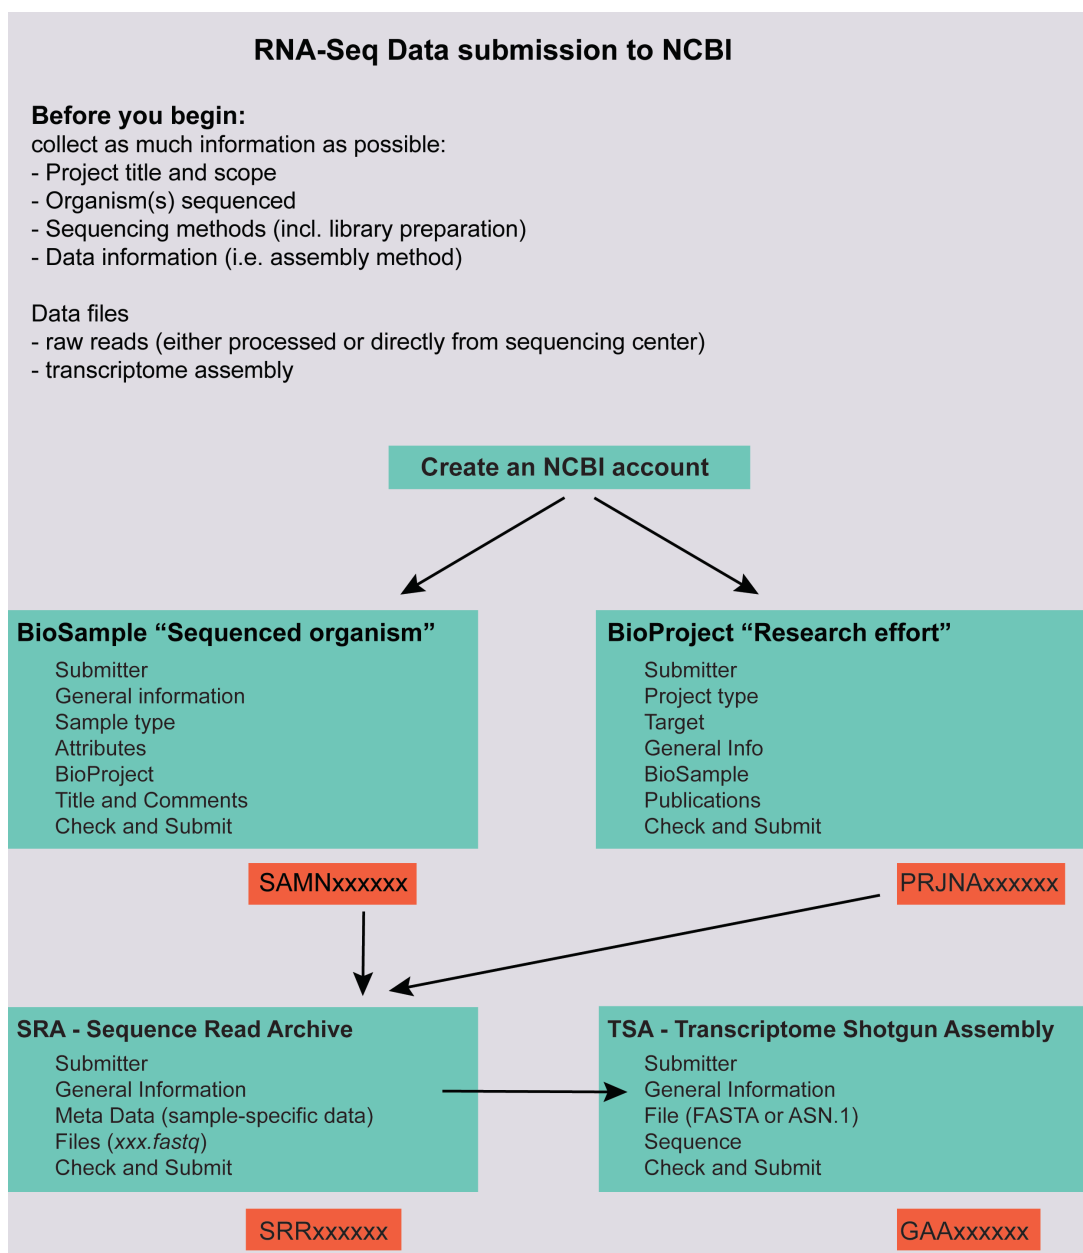 RNA-Seq Data submission to NCBI
Before you begin:
collect as much information as possible:
- Project title and scope
- Organism(s) sequenced
- Sequencing methods (incl. library preparation)
- Data information (i.e. assembly method)
Data files
- raw reads (either processed or directly from sequencing center)
- transcriptome assembly
Create an NCBI account
BioSample “Sequenced organism”
Submitter
General information
Sample type
Attributes
BioProject
Title and Comments
Check and Submit
SAMNxxxxxx
BioProject “Research effort”
Submitter
Project type
Target
General Info
BioSample
Publications
Check and Submit
PRJNAxxxxxx
SRA - Sequence Read Archive
Submitter
General Information
Meta Data (sample-specific data)
Files (xxx.fastq)
Check and Submit
SRRxxxxxx
TSA - Transcriptome Shotgun Assembly
Submitter
General Information
File (FASTA or ASN.1)
Sequence
Check and Submit
GAAxxxxxx